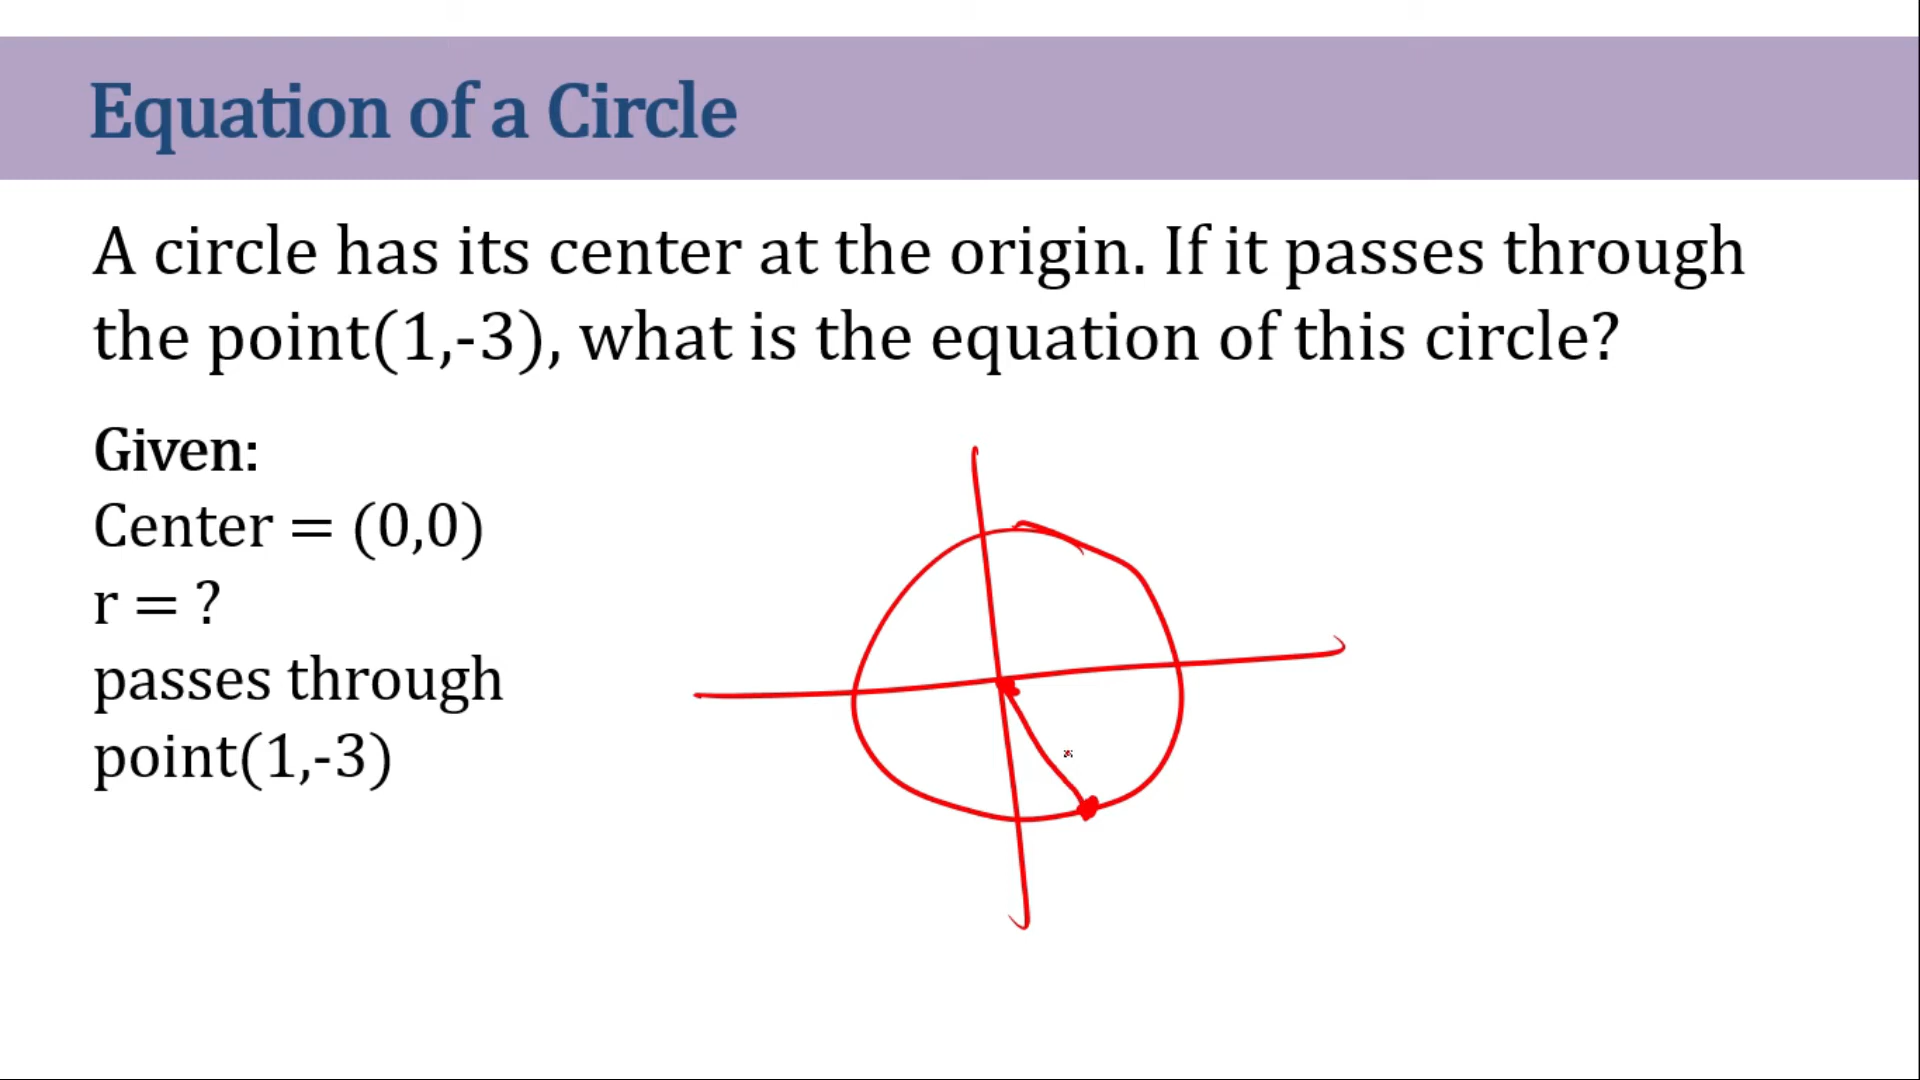 Equation of a Circle
A circle has its center at the origin. If it passes through
the point(1,-3), what is the equation of this circle?
Given:
Center = (0,0)
r = ?
passes through
point(1,-3)